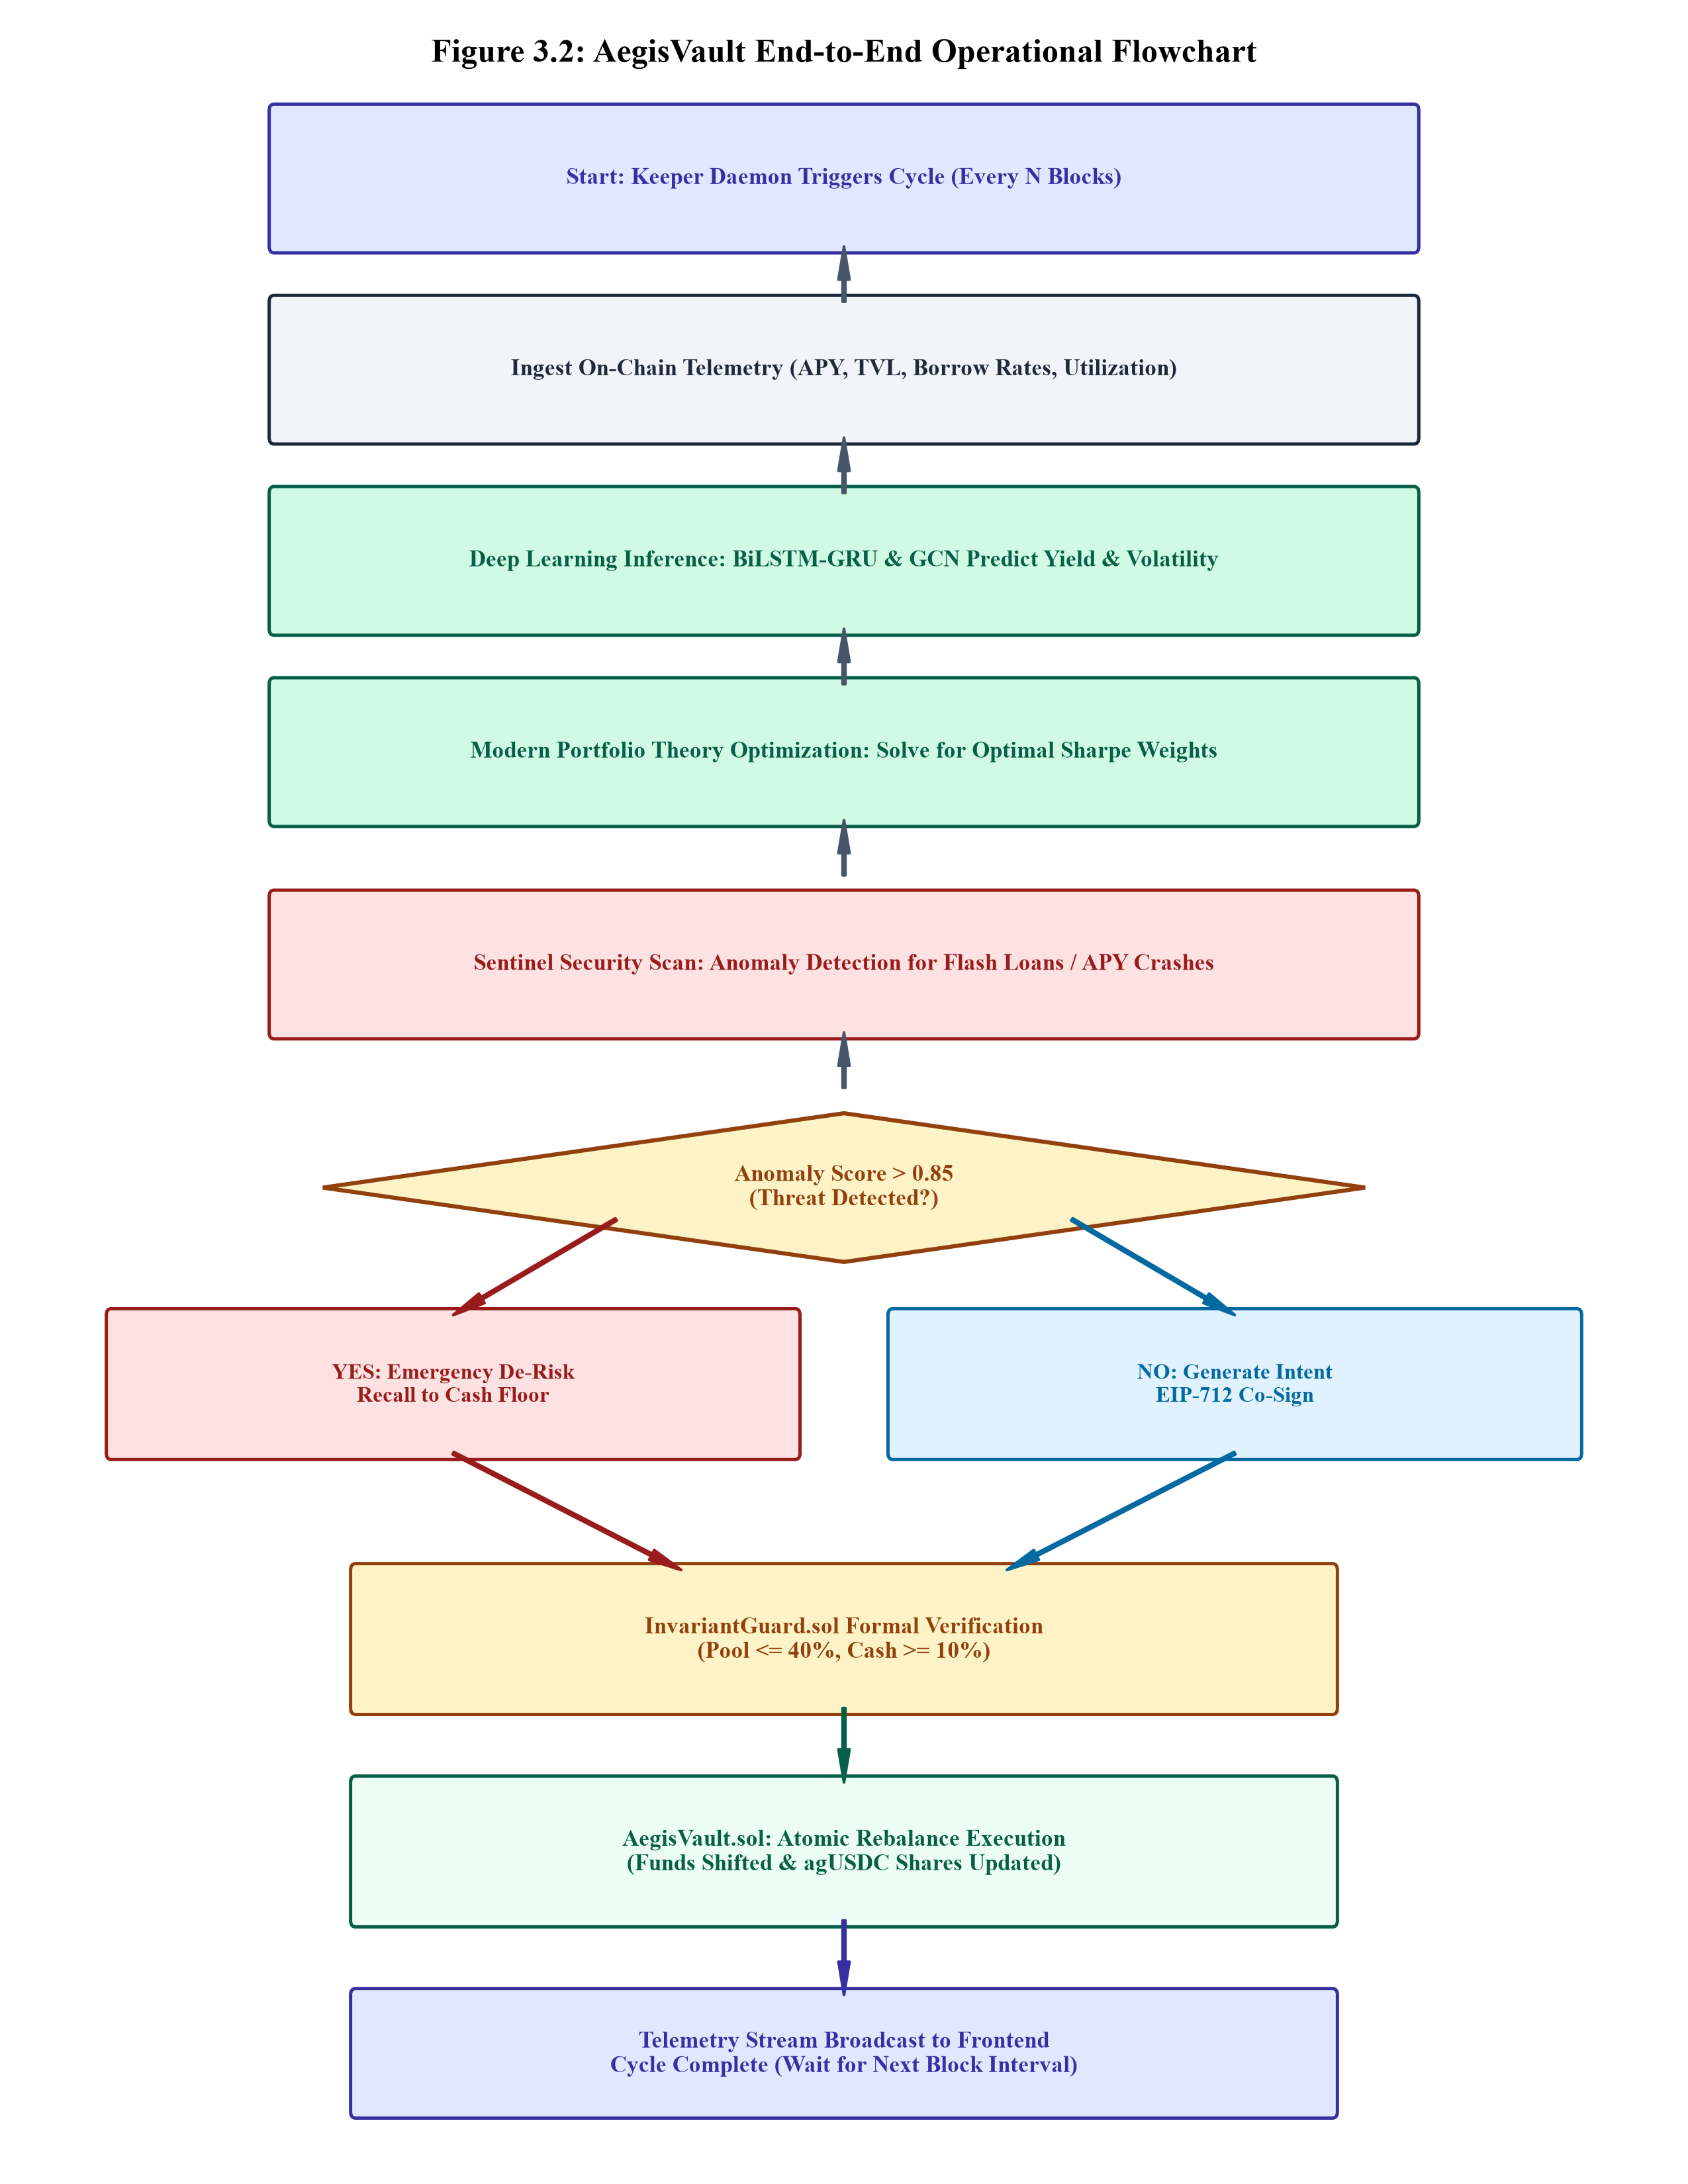 Figure 3.2: AegisVault End-to-End Operational Flowchart
Start: Keeper Daemon Triggers Cycle (Every N Blocks)
Ingest On-Chain Telemetry (APY, TVL, Borrow Rates, Utilization)
Deep Learning Inference: BiLSTM-GRU & GCN Predict Yield & Volatility
Modern Portfolio Theory Optimization: Solve for Optimal Sharpe Weights
Sentinel Security Scan: Anomaly Detection for Flash Loans / APY Crashes
Anomaly Score > 0.85
(Threat Detected?)
YES: Emergency De-Risk
Recall to Cash Floor
NO: Generate Intent
EIP-712 Co-Sign
InvariantGuard.sol Formal Verification
(Pool <= 40%, Cash >= 10%)
AegisVault.sol: Atomic Rebalance Execution
(Funds Shifted & agUSDC Shares Updated)
Telemetry Stream Broadcast to Frontend
Cycle Complete (Wait for Next Block Interval)